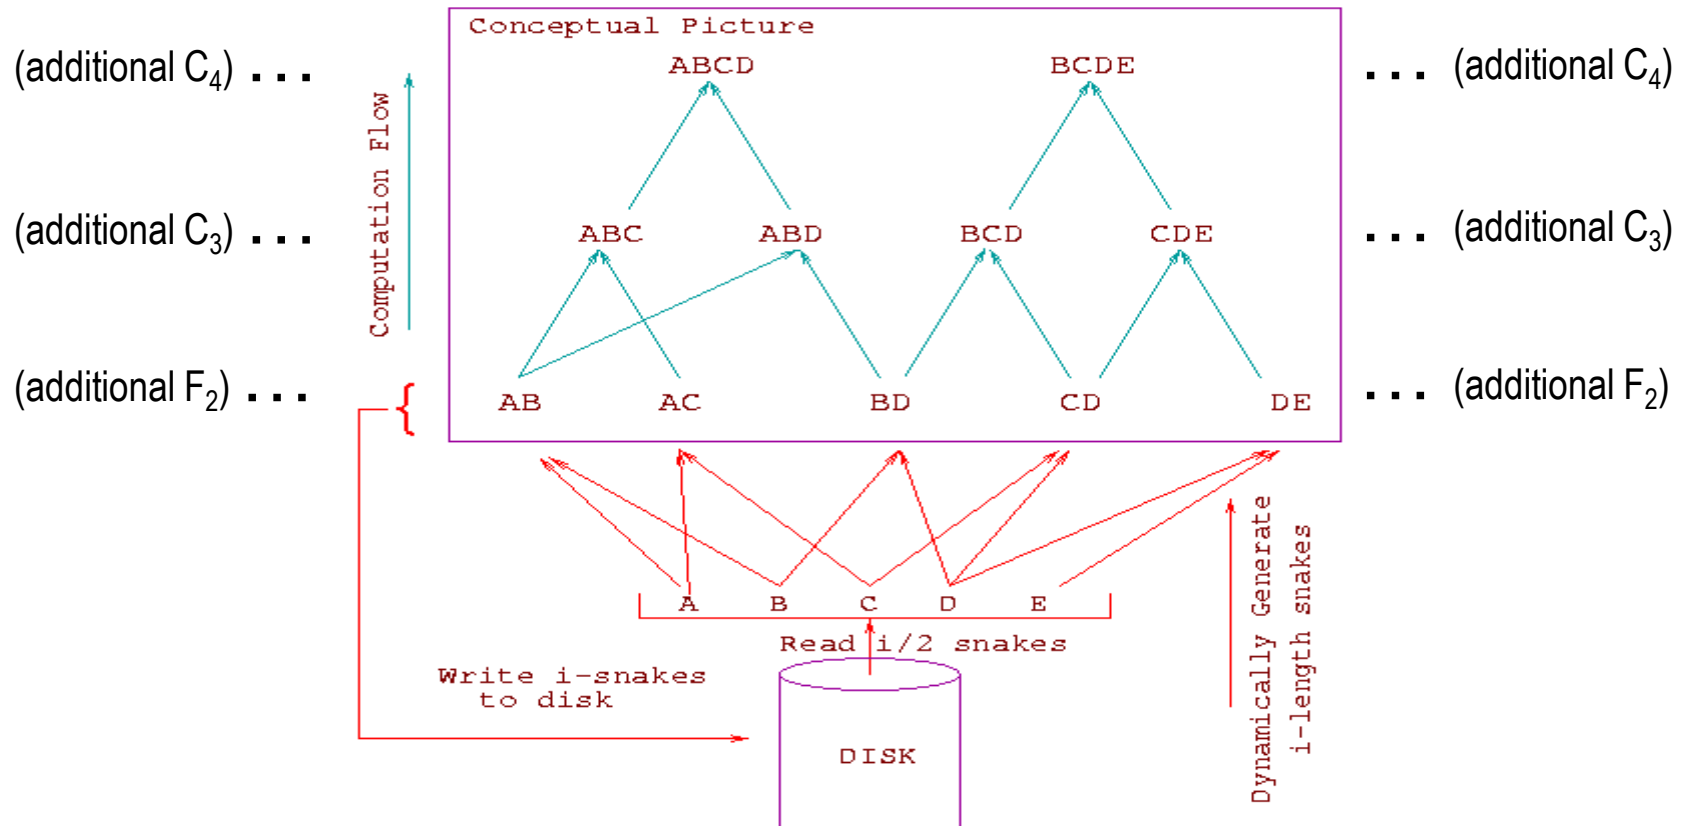 Conceptual Picture
(additional C4) . . .
ABCD
BCDE
. . . (additional C4)
Computation Flow
(additional C3) . . .
ABC
ABD
BCD
CDE
. . . (additional C3)
(additional F2) . . .
{
AB
AC
BD
CD
DE
. . . (additional F2)
A
B
C
D
E
Read i/2 snakes
Write i-snakes
to disk
DISK
Dynamically Generate
i-length snakes